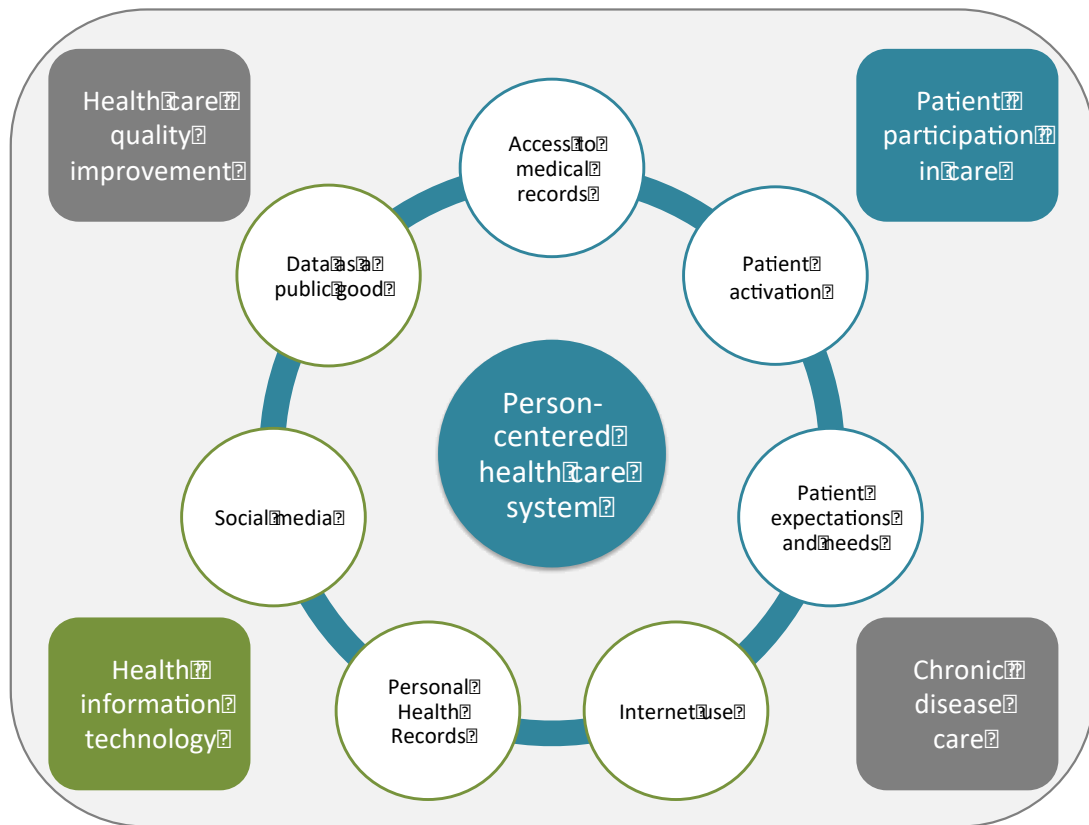 Health care
quality
improvement
Patient
participation
in care
Access to
medical
records
Data as a
public good
Patient
activation
Person-
centered
health care
system
Social media
Patient
expectations
and needs
Health
information
technology
Personal
Health
Records
Internet use
Chronic
disease
care